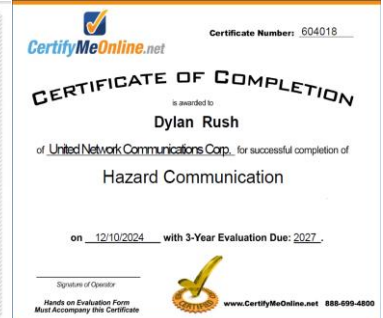 Certificate Number: 604018
CertifyMeOnline.net
CERTIFICATE OF COMPLETION
is awarded to
Dylan Rush
of United Network Communications Corp. for successful completion of
Hazard Communication
on 12/10/2024 with 3-Year Evaluation Due: 2027.
Signature of Operator
Hands on Evaluation Form
Must Accompany this Certificate
www.CertifyMeOnline.net 888-699-4800